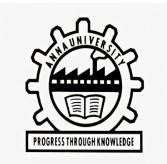 ANNA UNIVERSITY
PROGRESS THROUGH KNOWLEDGE